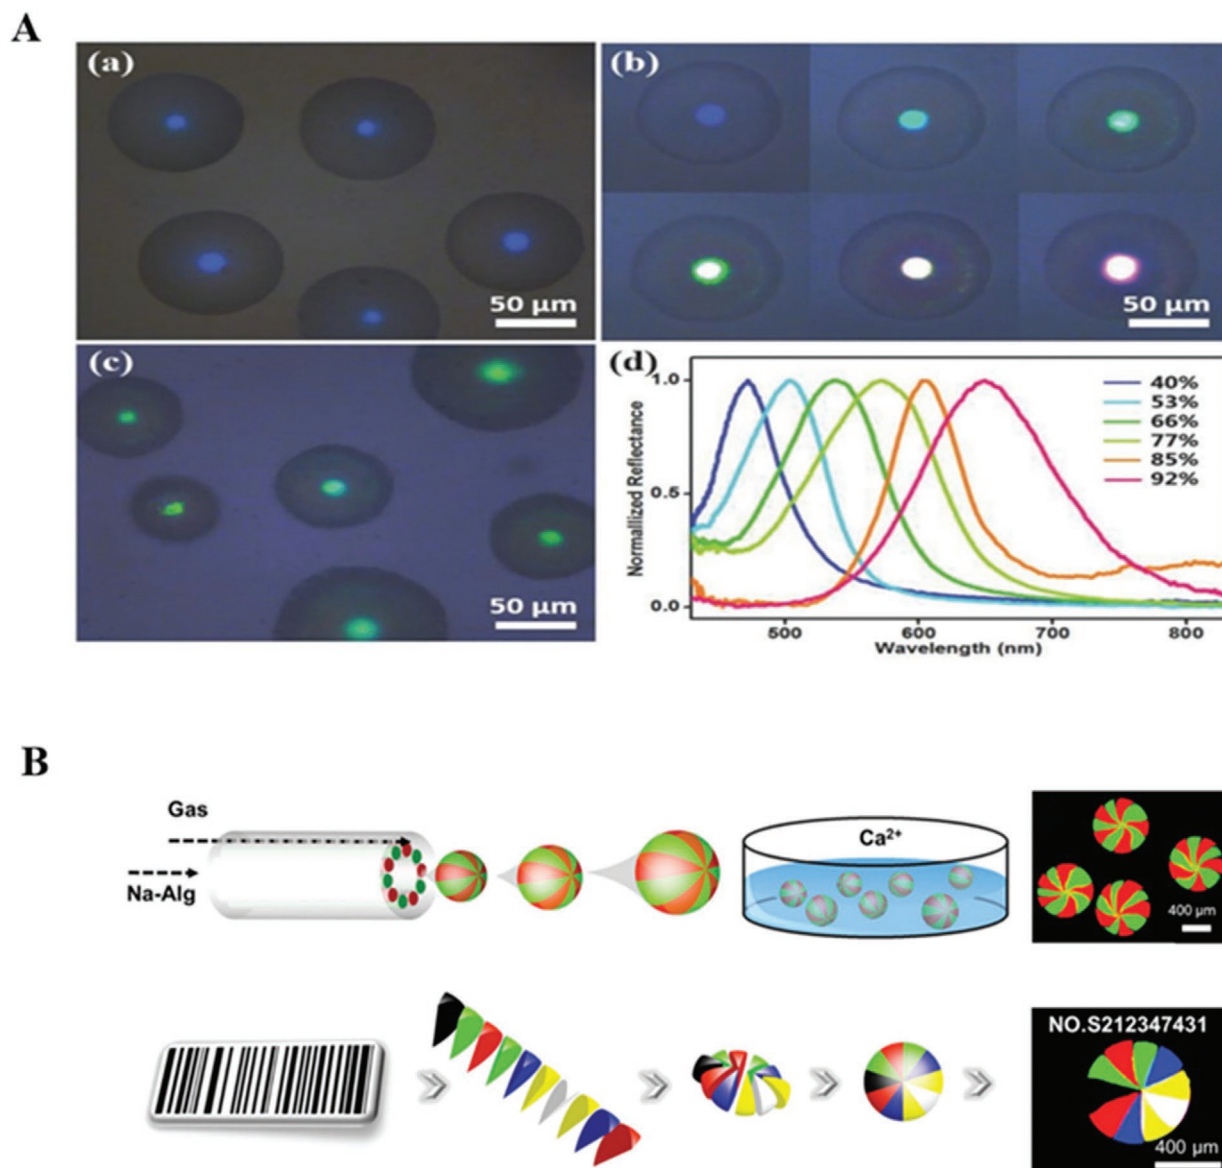 A
(a)
50 μm
(b)
50 μm
(c)
50 μm
(d)
1.0
0.5
0.0
Normallized Reflectance
40%
53%
66%
77%
85%
92%
500 600 700 800
Wavelength (nm)
B
Gas
Na-Alg
Ca²⁺
400 μm
NO.S212347431
400 μm